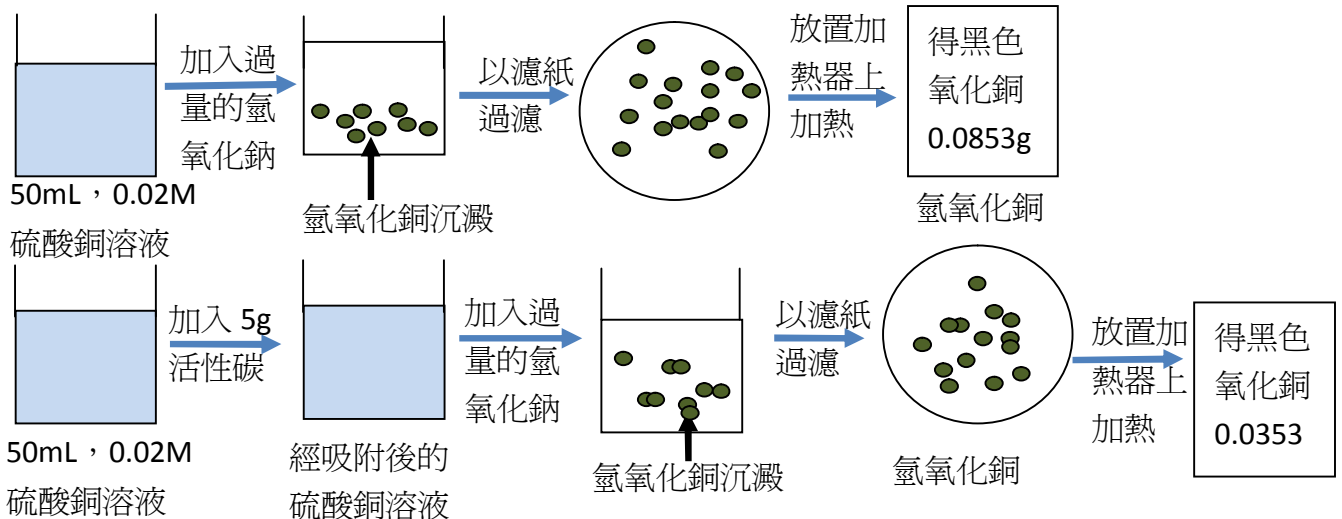 加入過
量的氫
氧化鈉
以濾紙
過濾
放置加
熱器上
加熱
得黑色
氧化銅
0.0853g
50mL，0.02M
硫酸銅溶液
氫氧化銅沉澱
氫氧化銅
加入 5g
活性碳
加入過
量的氫
氧化鈉
以濾紙
過濾
放置加
熱器上
加熱
得黑色
氧化銅
0.0353
50mL，0.02M
硫酸銅溶液
經吸附後的
硫酸銅溶液
氫氧化銅沉澱
氫氧化銅